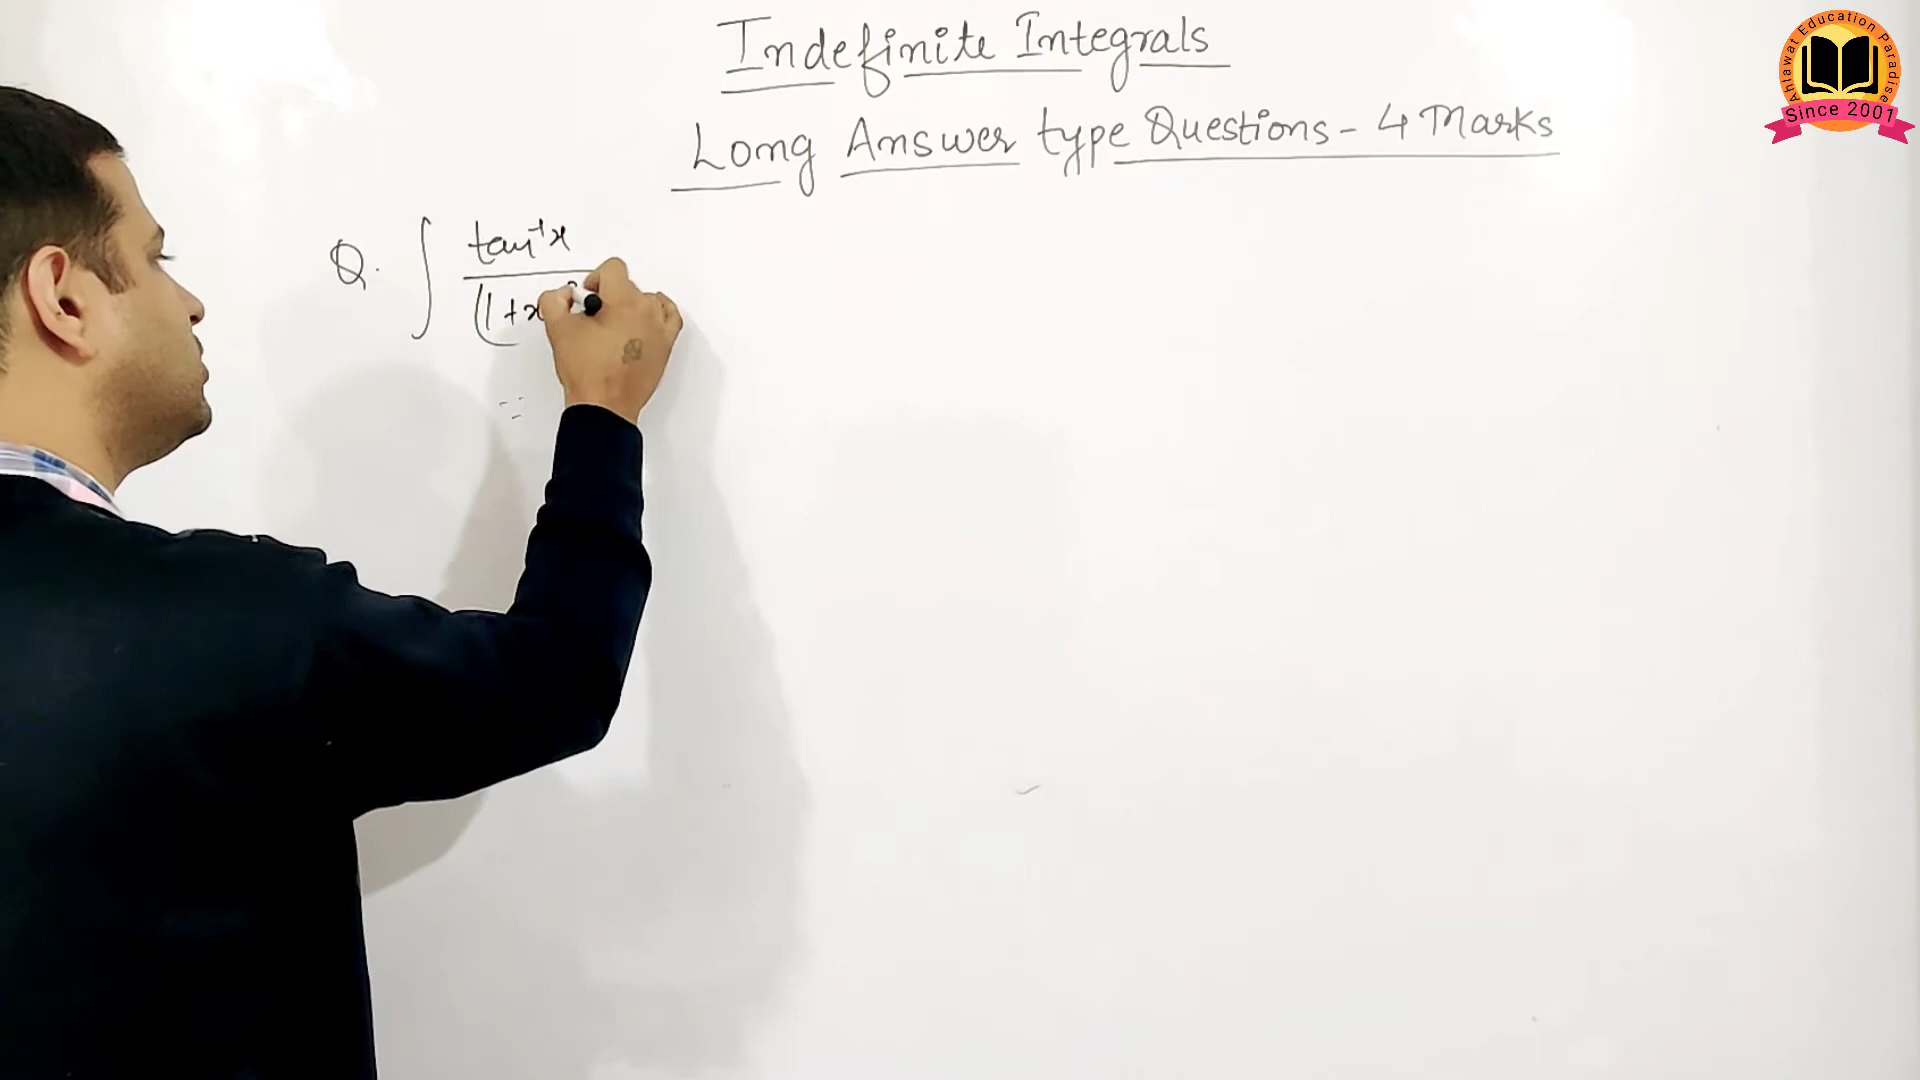 Indefinite Integrals
Long Answer type Questions - 4 Marks
Q. ∫ tan⁻¹x
(1+x
Ahlawat Education Paradise
Since 2001